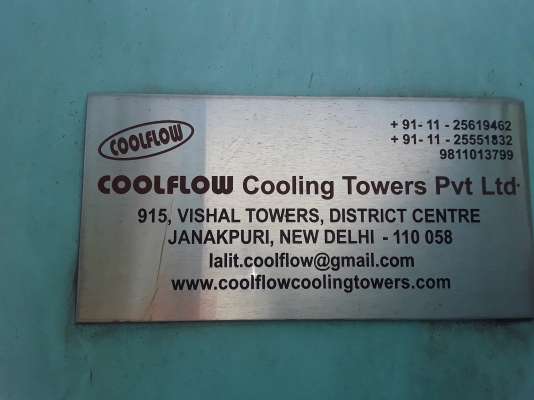 COOLFLOW
+ 91- 11 - 25619462
+ 91- 11 - 25551832
9811013799
COOLFLOW Cooling Towers Pvt Ltd.
915, VISHAL TOWERS, DISTRICT CENTRE
JANAKPURI, NEW DELHI - 110 058
lalit.coolflow@gmail.com
www.coolflowcoolingtowers.com